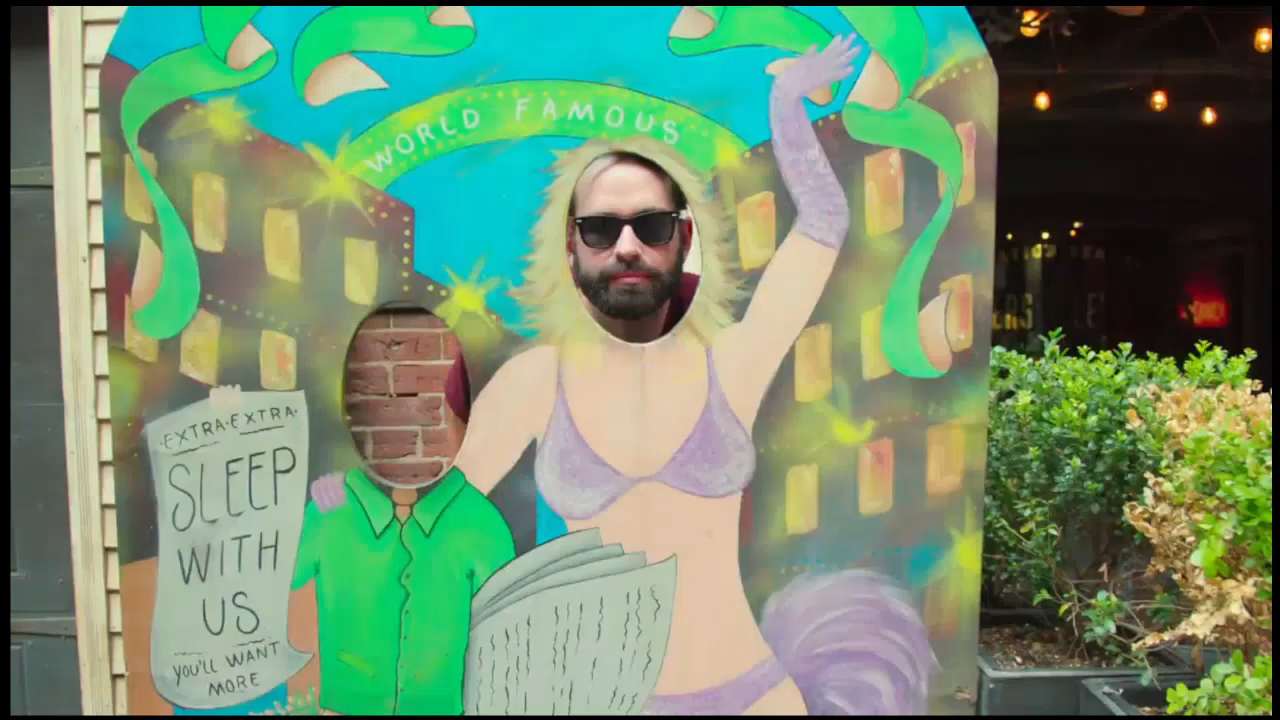 WORLD FAMOUS
·EXTRA·EXTRA·
SLEEP
WITH
US
YOU'LL WANT
MORE